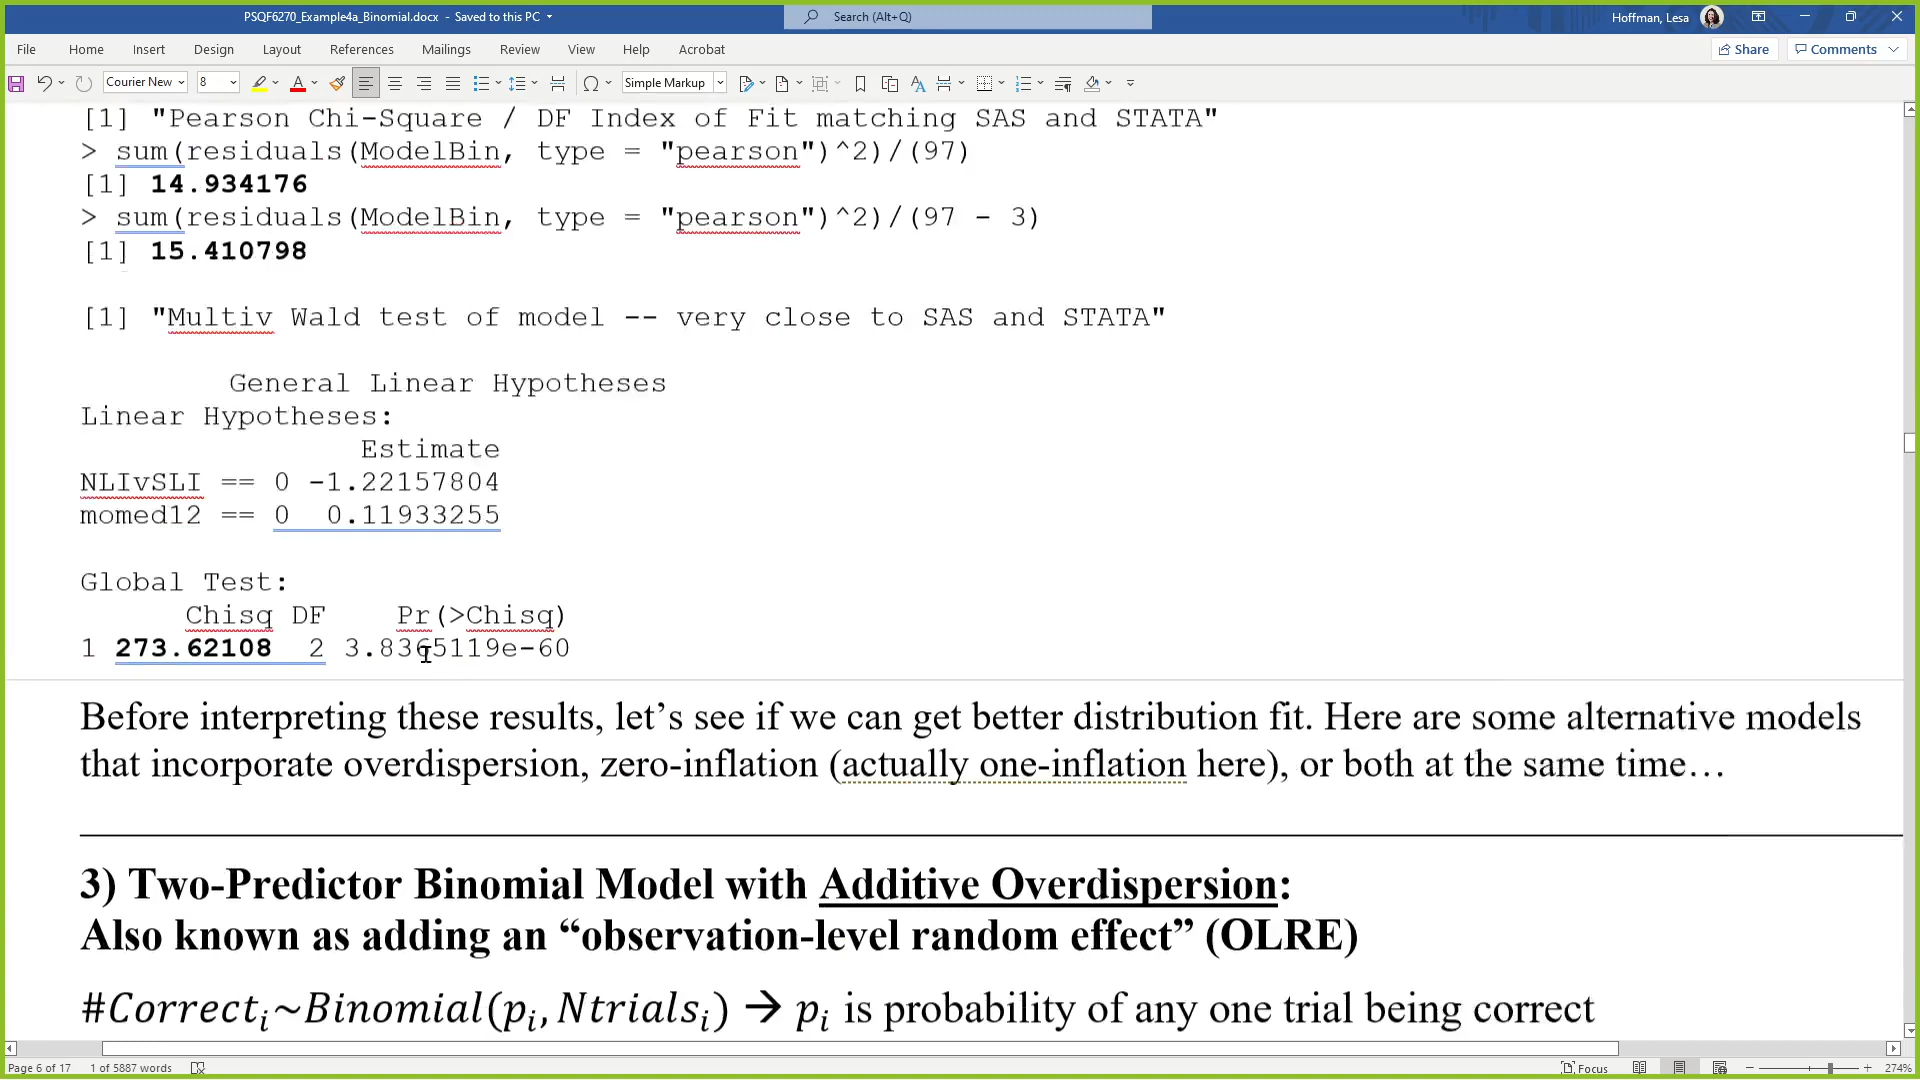 PSQF6270_Example4a_Binomial.docx - Saved to this PC
Search (Alt+Q)
Hoffman, Lesa
File Home Insert Design Layout References Mailings Review View Help Acrobat
Share Comments
Courier New 8 Simple Markup
[1] "Pearson Chi-Square / DF Index of Fit matching SAS and STATA"
> sum(residuals(ModelBin, type = "pearson")^2)/(97)
[1] 14.934176
> sum(residuals(ModelBin, type = "pearson")^2)/(97 - 3)
[1] 15.410798
[1] "Multiv Wald test of model -- very close to SAS and STATA"
General Linear Hypotheses
Linear Hypotheses:
Estimate
NLIvSLI == 0 -1.22157804
momed12 == 0 0.11933255
Global Test:
Chisq DF Pr(>Chisq)
1 273.62108 2 3.8365119e-60
Before interpreting these results, let’s see if we can get better distribution fit. Here are some alternative models
that incorporate overdispersion, zero-inflation (actually one-inflation here), or both at the same time…
3) Two-Predictor Binomial Model with Additive Overdispersion:
Also known as adding an “observation-level random effect” (OLRE)
#Correctᵢ~Binomial(pᵢ, Ntrialsᵢ) → pᵢ is probability of any one trial being correct
Page 6 of 17 1 of 5887 words Focus 274%